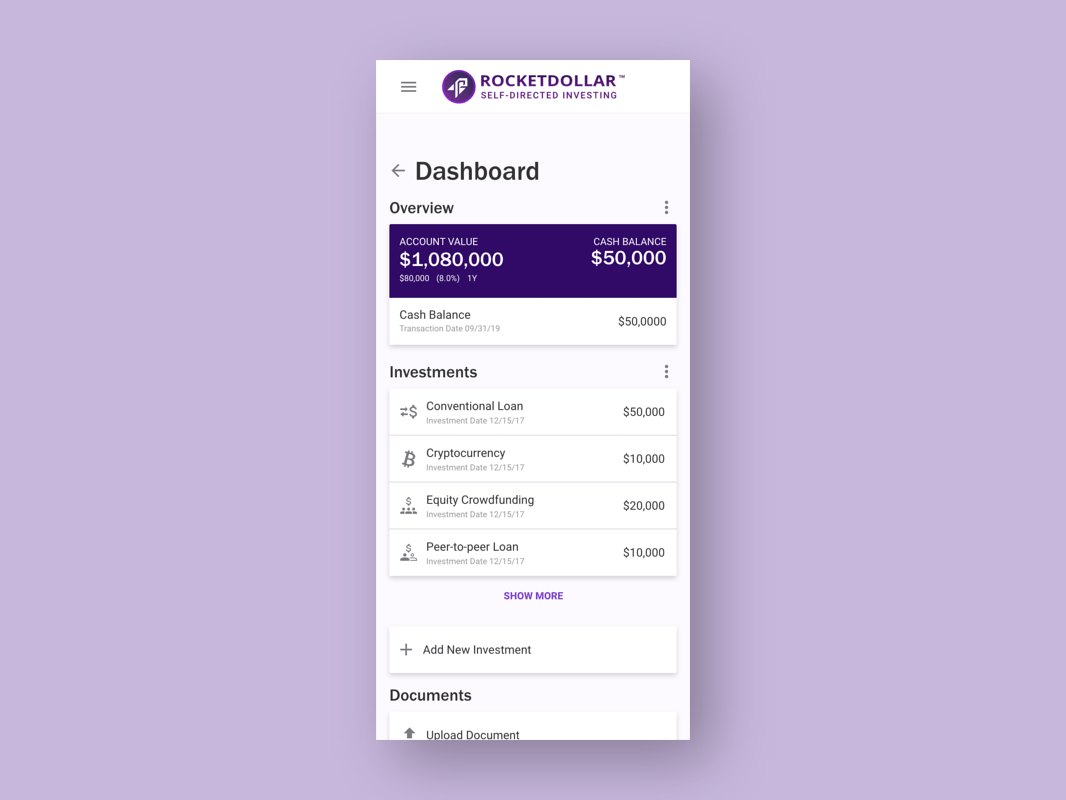 ROCKETDOLLAR™
SELF-DIRECTED INVESTING
Dashboard
Overview
ACCOUNT VALUE
$1,080,000
$80,000 (8.0%) 1Y
CASH BALANCE
$50,000
Cash Balance
Transaction Date 09/31/19
$50,0000
Investments
Conventional Loan
Investment Date 12/15/17
$50,000
Cryptocurrency
Investment Date 12/15/17
$10,000
Equity Crowdfunding
Investment Date 12/15/17
$20,000
Peer-to-peer Loan
Investment Date 12/15/17
$10,000
SHOW MORE
Add New Investment
Documents
Upload Document